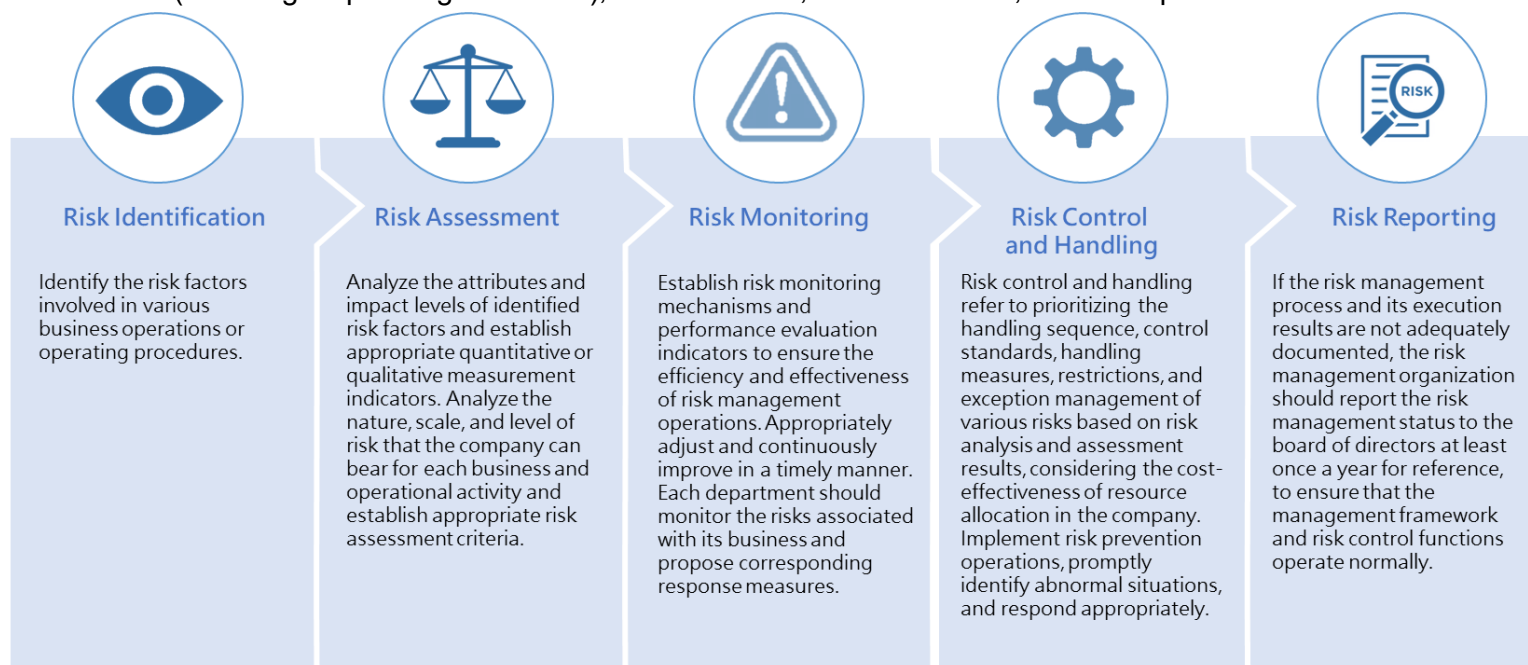 RISK
Risk Identification
Identify the risk factors
involved in various
business operations or
operating procedures.
Risk Assessment
Analyze the attributes and
impact levels of identified
risk factors and establish
appropriate quantitative or
qualitative measurement
indicators. Analyze the
nature, scale, and level of
risk that the company can
bear for each business and
operational activity and
establish appropriate risk
assessment criteria.
Risk Monitoring
Establish risk monitoring
mechanisms and
performance evaluation
indicators to ensure the
efficiency and effectiveness
of risk management
operations. Appropriately
adjust and continuously
improve in a timely manner.
Each department should
monitor the risks associated
with its business and
propose corresponding
response measures.
Risk Control
and Handling
Risk control and handling
refer to prioritizing the
handling sequence, control
standards, handling
measures, restrictions, and
exception management of
various risks based on risk
analysis and assessment
results, considering the cost-
effectiveness of resource
allocation in the company.
Implement risk prevention
operations, promptly
identify abnormal situations,
and respond appropriately.
Risk Reporting
If the risk management
process and its execution
results are not adequately
documented, the risk
management organization
should report the risk
management status to the
board of directors at least
once a year for reference,
to ensure that the
management framework
and risk control functions
operate normally.